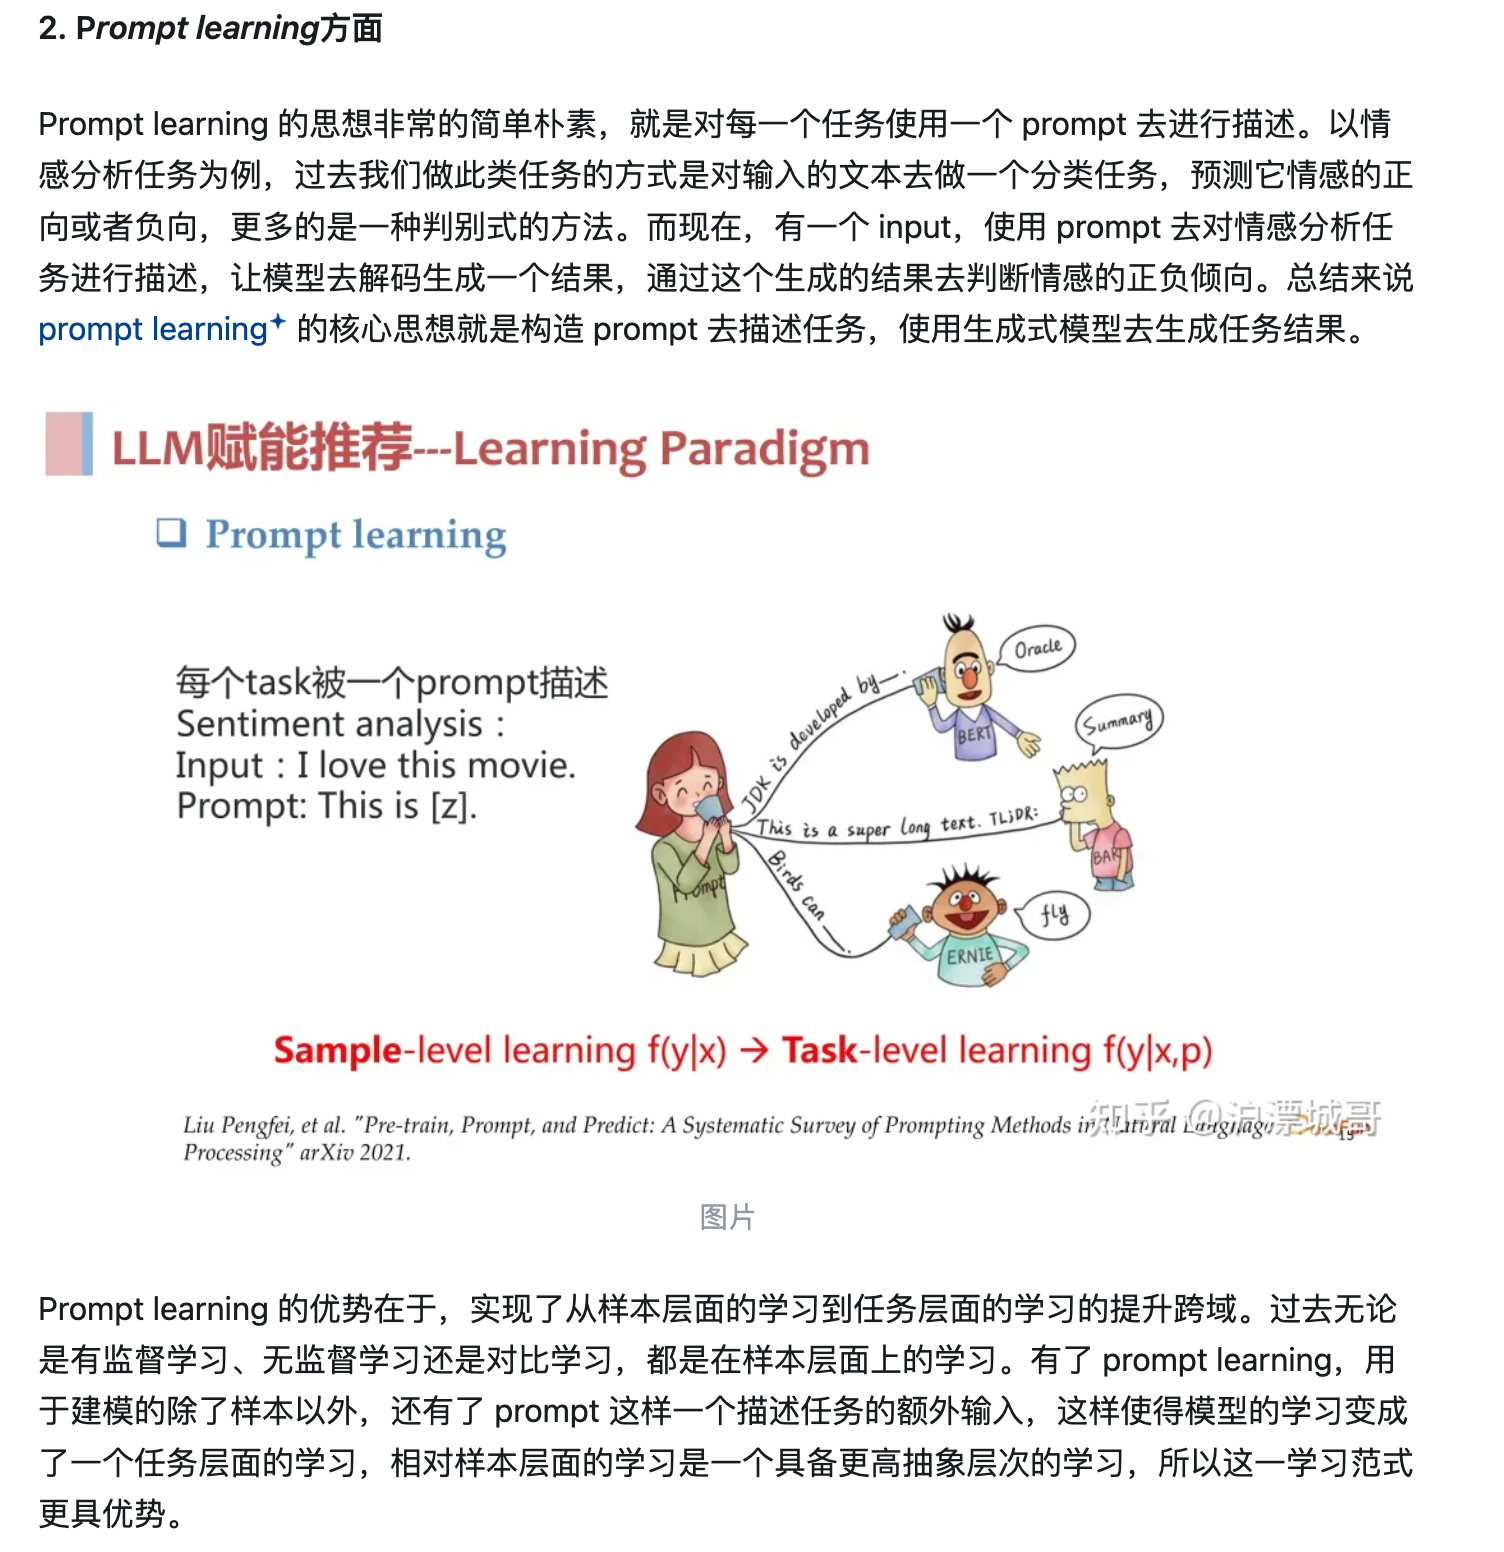 2. Prompt learning方面
Prompt learning 的思想非常的简单朴素，就是对每一个任务使用一个 prompt 去进行描述。以情
感分析任务为例，过去我们做此类任务的方式是对输入的文本去做一个分类任务，预测它情感的正
向或者负向，更多的是一种判别式的方法。而现在，有一个 input，使用 prompt 去对情感分析任
务进行描述，让模型去解码生成一个结果，通过这个生成的结果去判断情感的正负倾向。总结来说
prompt learning 的核心思想就是构造 prompt 去描述任务，使用生成式模型去生成任务结果。
LLM赋能推荐---Learning Paradigm
❑ Prompt learning
每个task被一个prompt描述
Sentiment analysis：
Input：I love this movie.
Prompt: This is [z].
Prompt
JDK is developed by —.
BERT
Oracle
This is a super long text. TL;DR:
BAR
Summary
Birds can —.
ERNIE
fly
Sample-level learning f(y|x) → Task-level learning f(y|x,p)
Liu Pengfei, et al. "Pre-train, Prompt, and Predict: A Systematic Survey of Prompting Methods in Natural Language
Processing" arXiv 2021.
知乎 @沪漂城哥
15
图片
Prompt learning 的优势在于，实现了从样本层面的学习到任务层面的学习的提升跨域。过去无论
是有监督学习、无监督学习还是对比学习，都是在样本层面上的学习。有了 prompt learning，用
于建模的除了样本以外，还有了 prompt 这样一个描述任务的额外输入，这样使得模型的学习变成
了一个任务层面的学习，相对样本层面的学习是一个具备更高抽象层次的学习，所以这一学习范式
更具优势。